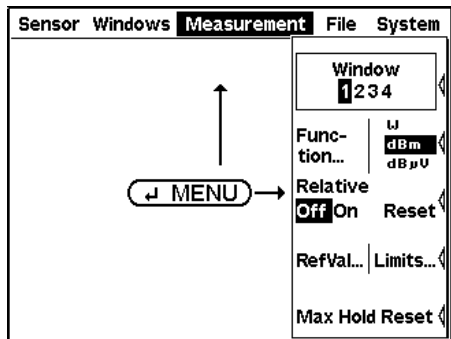 Sensor Windows Measurement File System
Window
1234
Func-
tion...
W
dBm
dBµV
↵ MENU
Relative
Off On Reset
RefVal... Limits...
Max Hold Reset